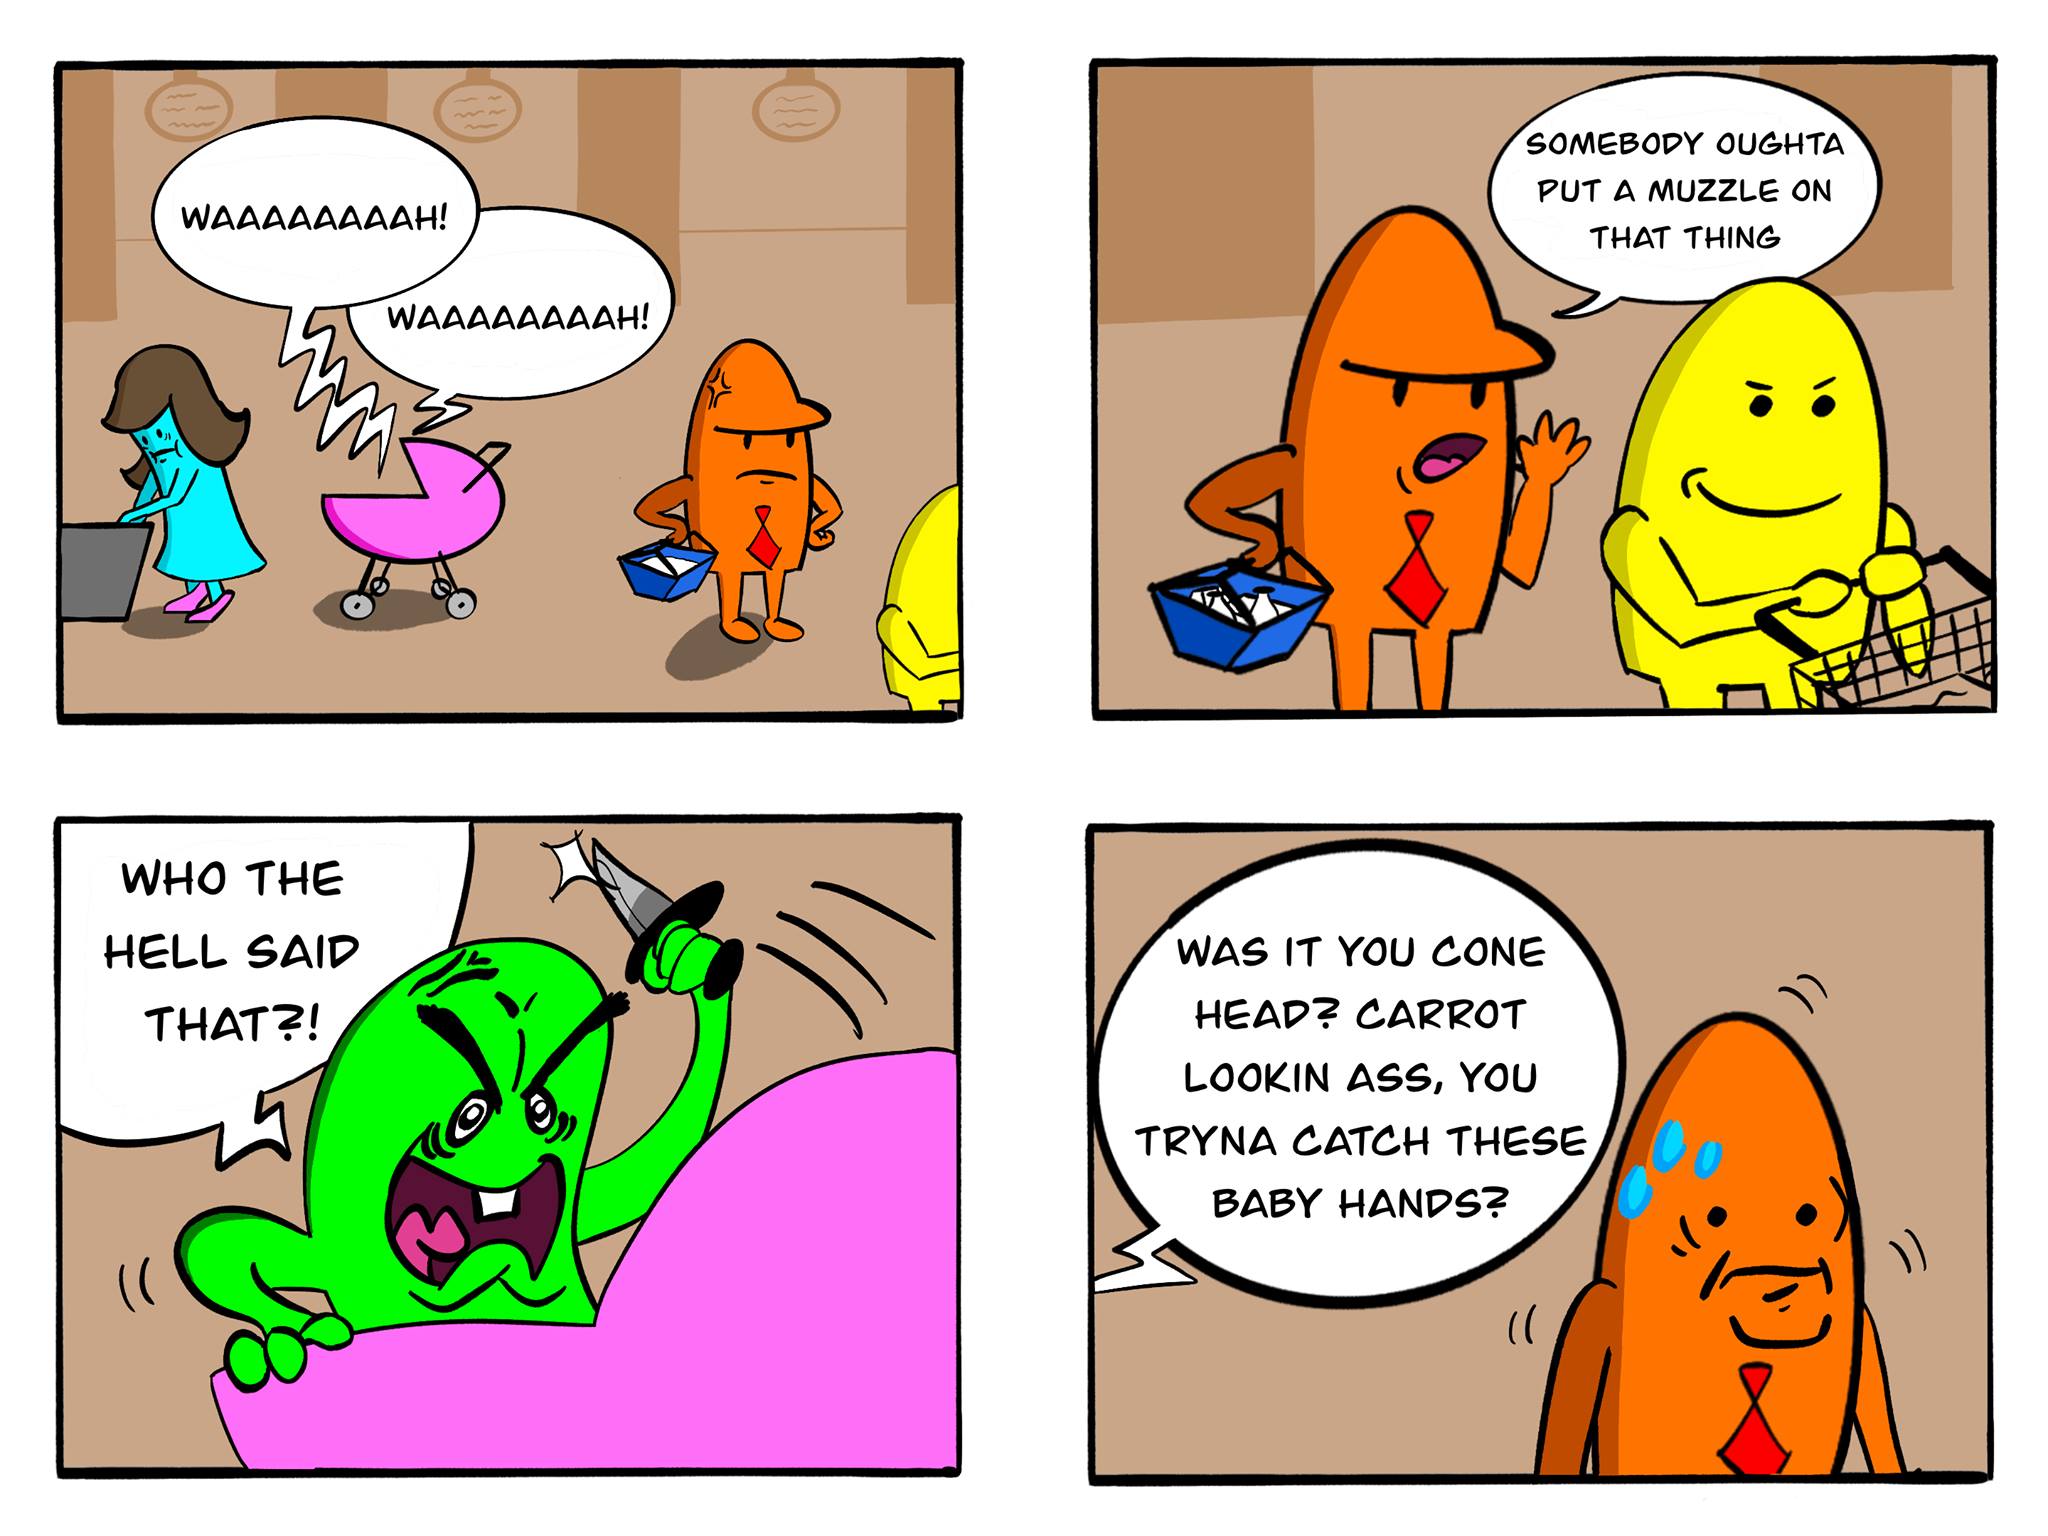 WAAAAAAAAH!
WAAAAAAAAH!
SOMEBODY OUGHTA
PUT A MUZZLE ON
THAT THING
WHO THE
HELL SAID
THAT?!
WAS IT YOU CONE
HEAD? CARROT
LOOKIN ASS, YOU
TRYNA CATCH THESE
BABY HANDS?